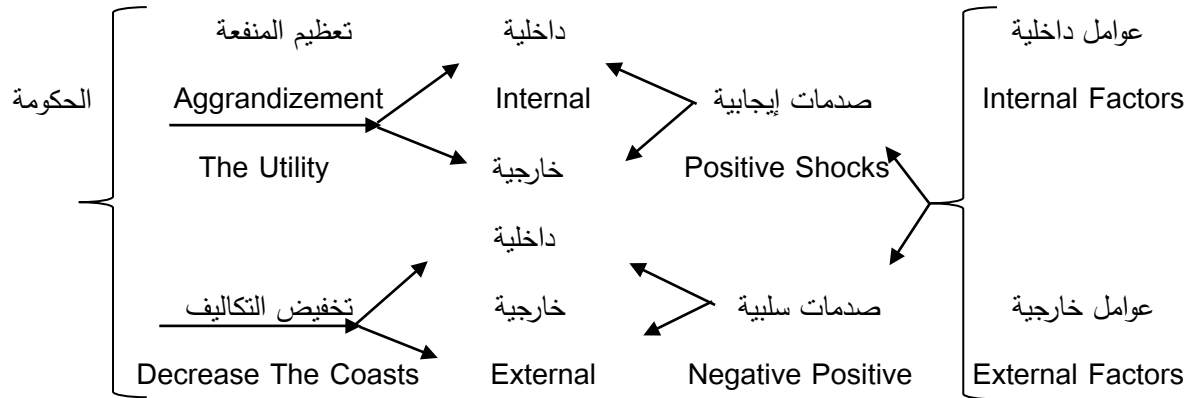 عوامل داخلية
داخلية
تعظيم المنفعة
صدمات إيجابية
الحكومة
Aggrandizement
Internal
Internal Factors
خارجية
The Utility
Positive Shocks
داخلية
عوامل خارجية
صدمات سلبية
خارجية
تخفيض التكاليف
Decrease The Coasts
External
Negative Positive
External Factors